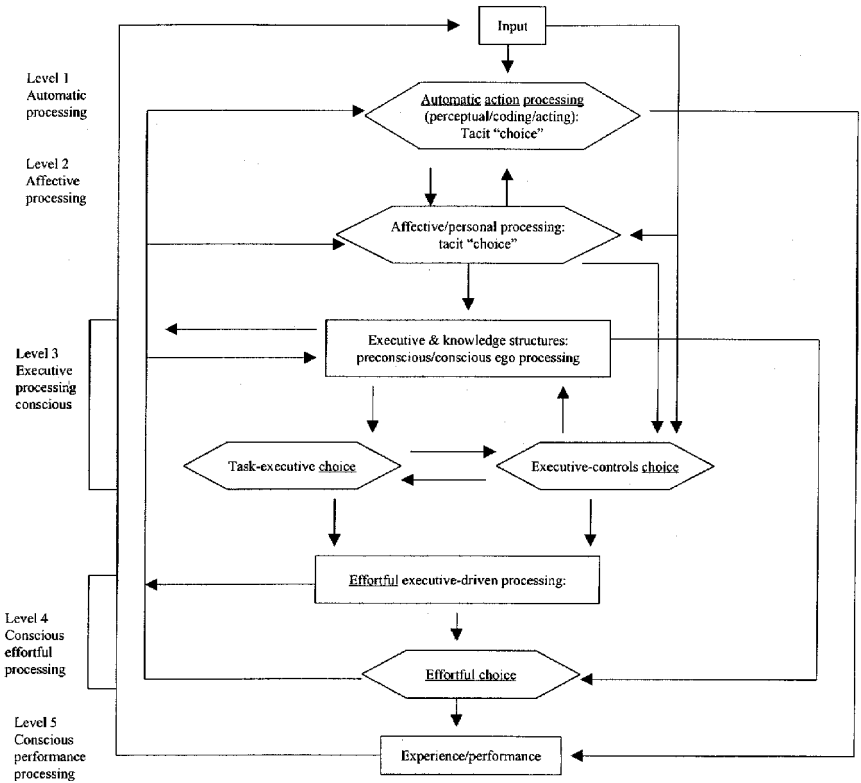 Input
Level 1
Automatic
processing
Automatic action processing
(perceptual/coding/acting):
Tacit “choice”
Level 2
Affective
processing
Affective/personal processing:
tacit “choice”
Level 3
Executive
processing
conscious
Executive & knowledge structures:
preconscious/conscious ego processing
Task-executive choice
Executive-controls choice
Effortful executive-driven processing:
Level 4
Conscious
effortful
processing
Effortful choice
Level 5
Conscious
performance
processing
Experience/performance